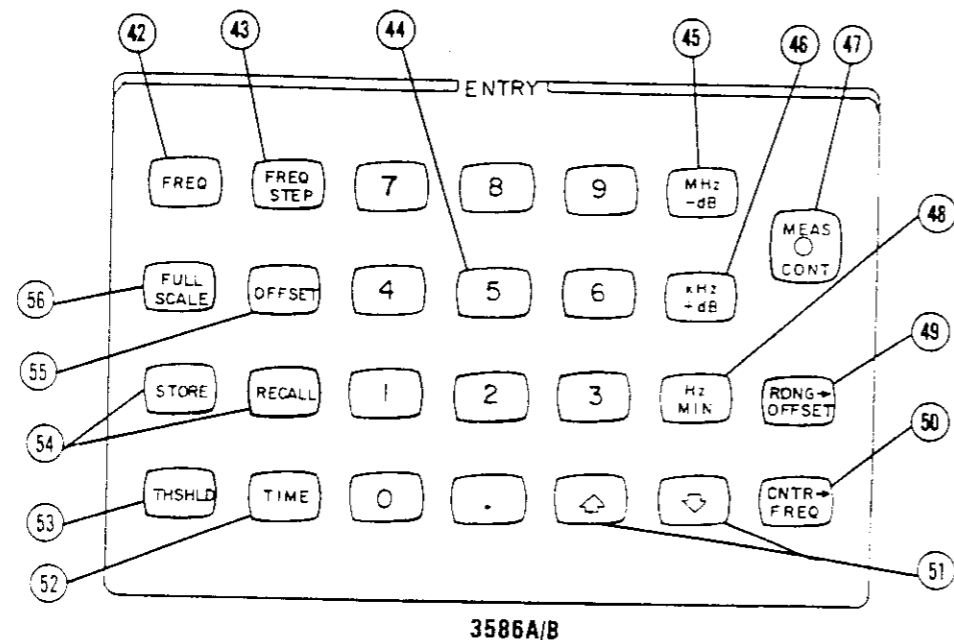 42 43 44 45 46 47
ENTRY
FREQ FREQ STEP 7 8 9 MHz -dB
MEAS CONT
48
FULL SCALE OFFSET 4 5 6 kHz +dB
56
55
49
STORE RECALL 1 2 3 Hz MIN RDNG→ OFFSET
54
50
THSHLD TIME 0 . ⇧ ⇩ CNTR→ FREQ
53
52
51
3586A/B